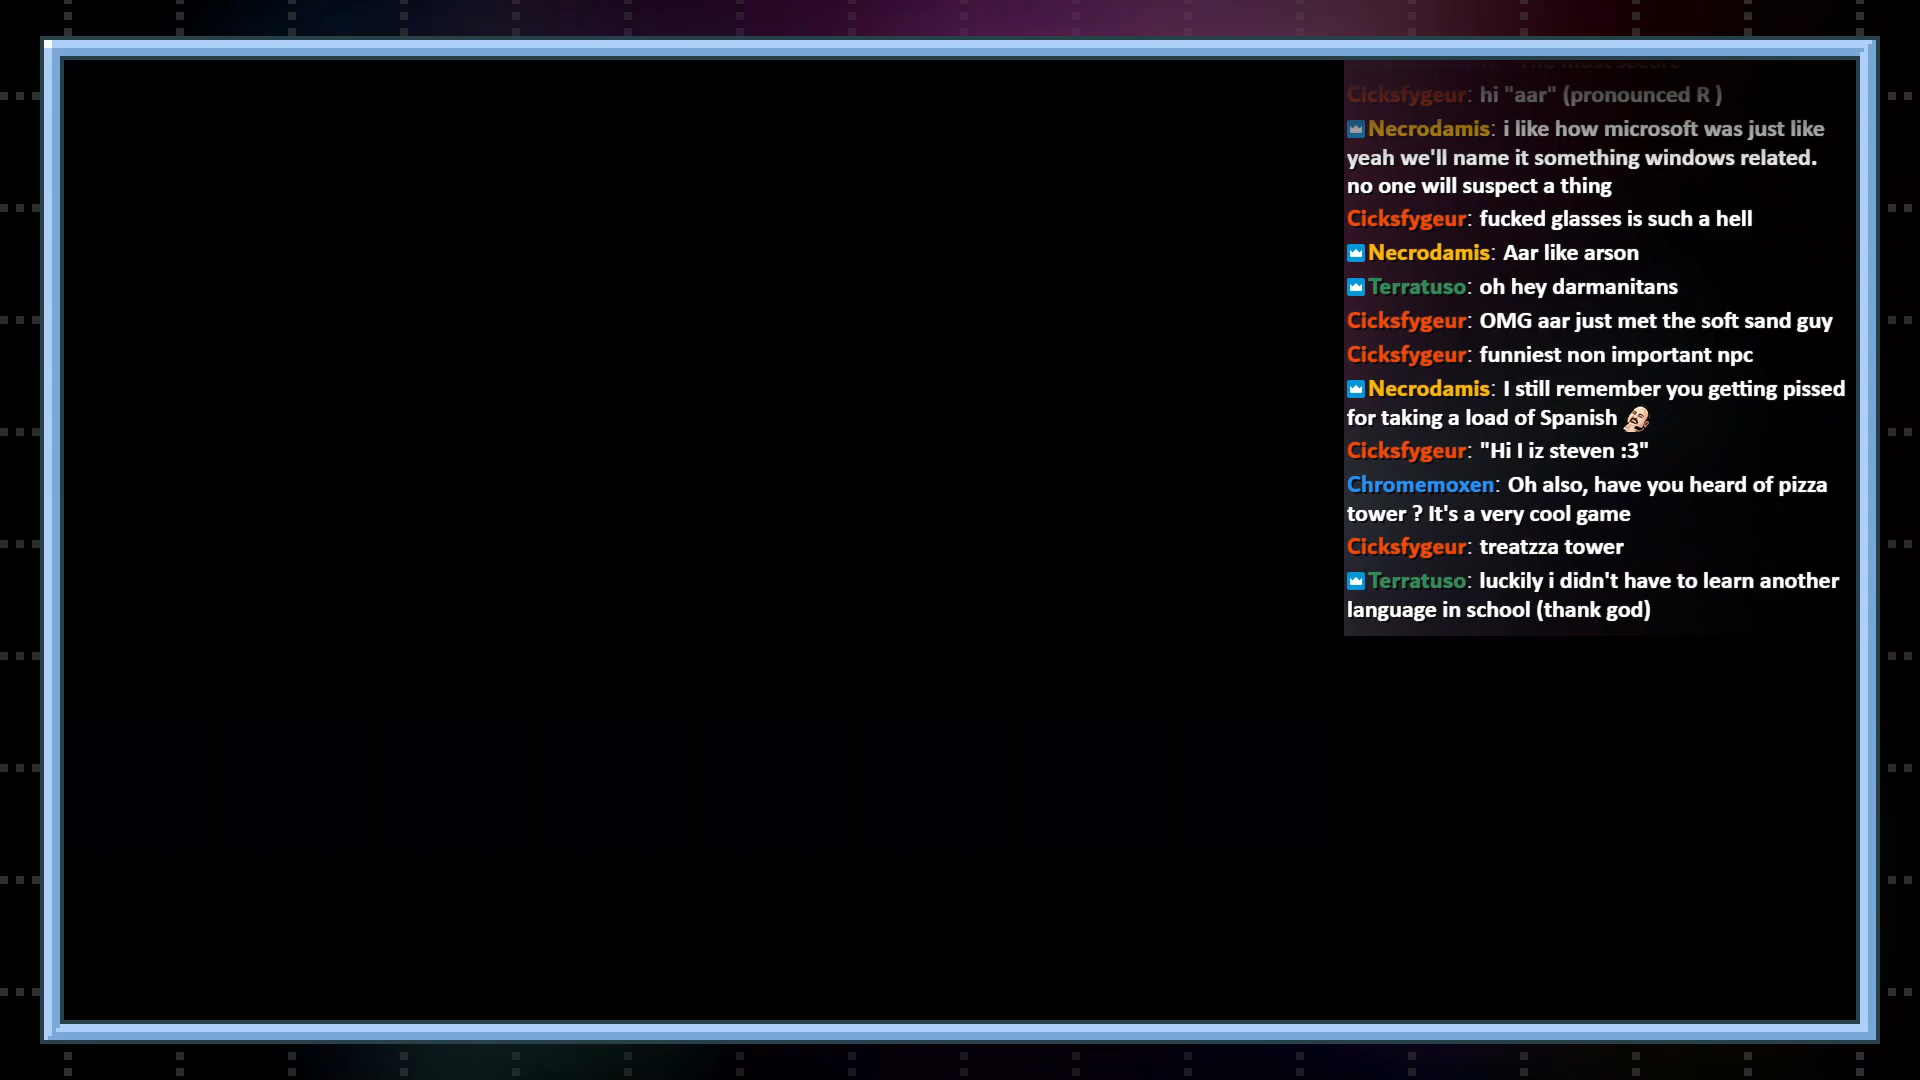 The most secure
Cicksfygeur: hi "aar" (pronounced R )
Necrodamis: i like how microsoft was just like
yeah we'll name it something windows related.
no one will suspect a thing
Cicksfygeur: fucked glasses is such a hell
Necrodamis: Aar like arson
Terratuso: oh hey darmanitans
Cicksfygeur: OMG aar just met the soft sand guy
Cicksfygeur: funniest non important npc
Necrodamis: I still remember you getting pissed
for taking a load of Spanish
Cicksfygeur: "Hi I iz steven :3"
Chromemoxen: Oh also, have you heard of pizza
tower ? It's a very cool game
Cicksfygeur: treatzza tower
Terratuso: luckily i didn't have to learn another
language in school (thank god)